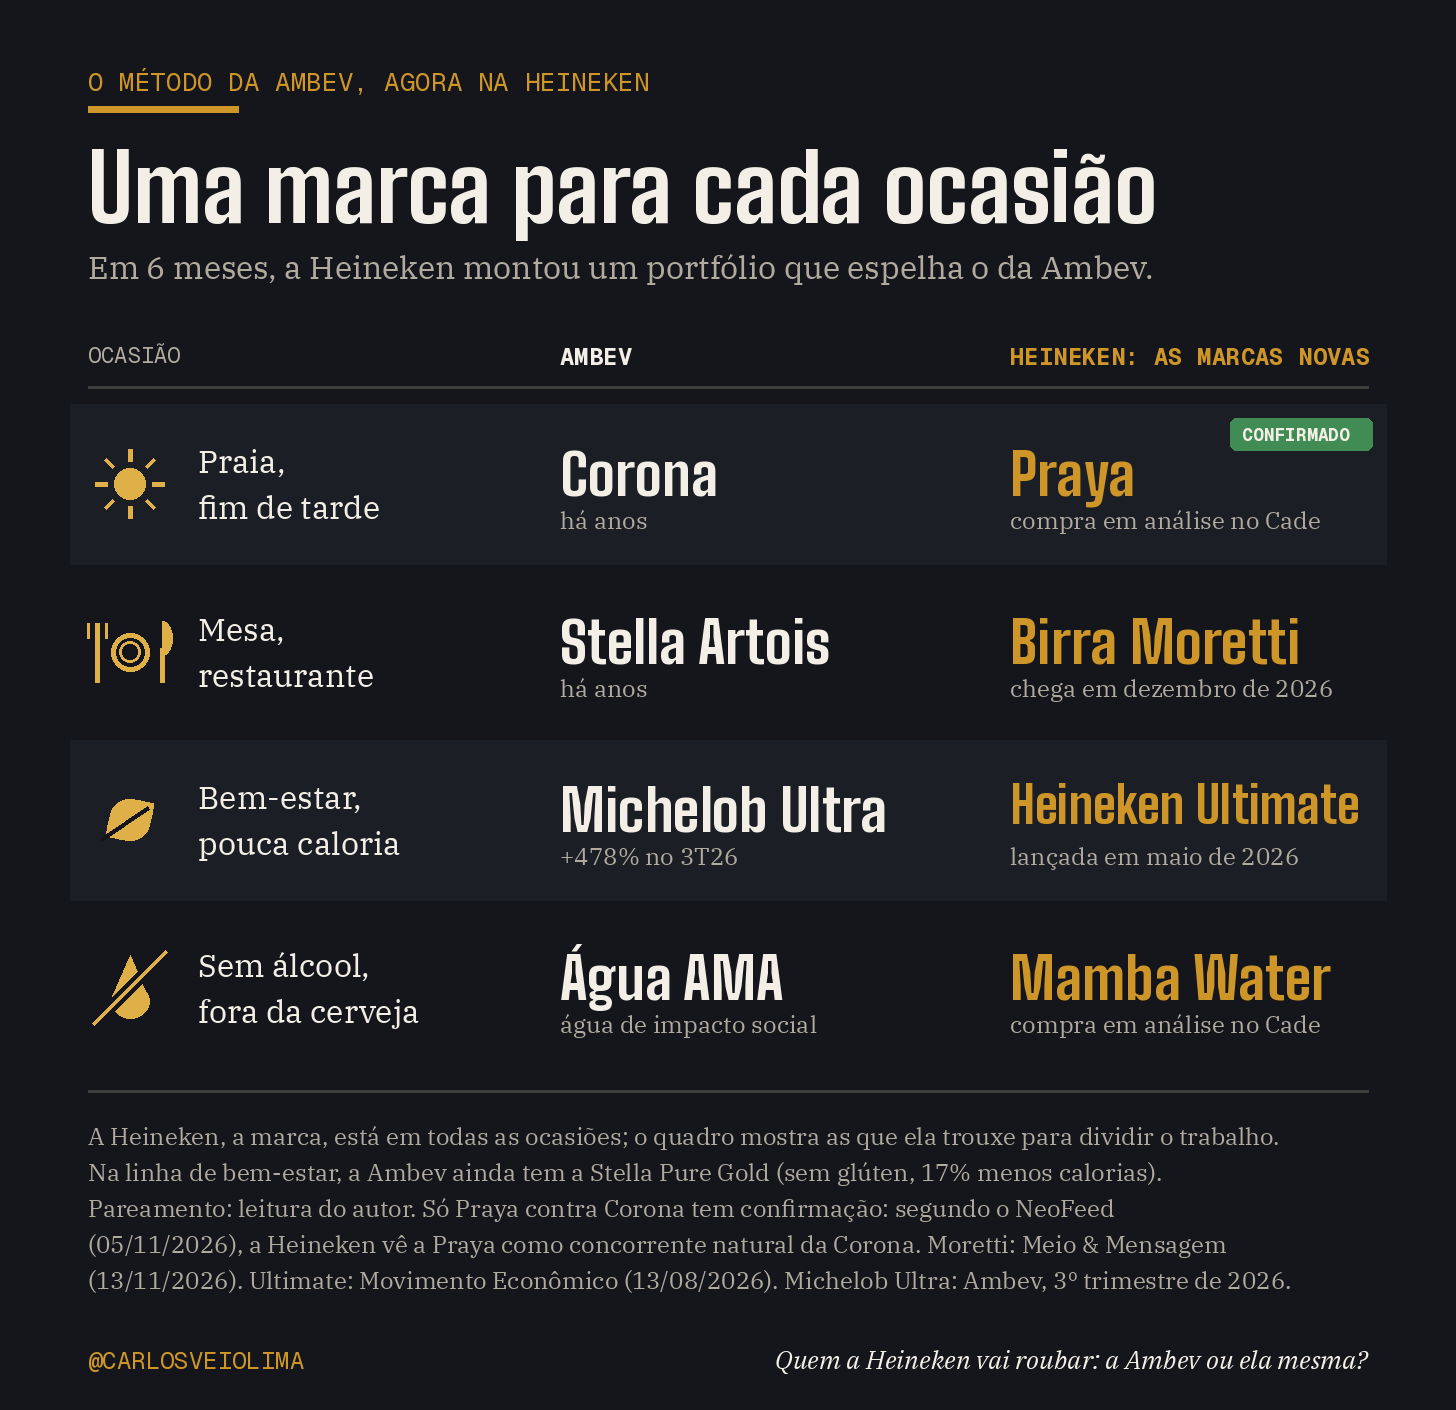 O MÉTODO DA AMBEV, AGORA NA HEINEKEN
Uma marca para cada ocasião
Em 6 meses, a Heineken montou um portfólio que espelha o da Ambev.
OCASIÃO
AMBEV
HEINEKEN: AS MARCAS NOVAS
Praia,
fim de tarde
Corona
há anos
CONFIRMADO
Praya
compra em análise no Cade
Mesa,
restaurante
Stella Artois
há anos
Birra Moretti
chega em dezembro de 2026
Bem-estar,
pouca caloria
Michelob Ultra
+478% no 3T26
Heineken Ultimate
lançada em maio de 2026
Sem álcool,
fora da cerveja
Água AMA
água de impacto social
Mamba Water
compra em análise no Cade
A Heineken, a marca, está em todas as ocasiões; o quadro mostra as que ela trouxe para dividir o trabalho.
Na linha de bem-estar, a Ambev ainda tem a Stella Pure Gold (sem glúten, 17% menos calorias).
Pareamento: leitura do autor. Só Praya contra Corona tem confirmação: segundo o NeoFeed
(05/11/2026), a Heineken vê a Praya como concorrente natural da Corona. Moretti: Meio & Mensagem
(13/11/2026). Ultimate: Movimento Econômico (13/08/2026). Michelob Ultra: Ambev, 3º trimestre de 2026.
@CARLOSVEIOLIMA
Quem a Heineken vai roubar: a Ambev ou ela mesma?